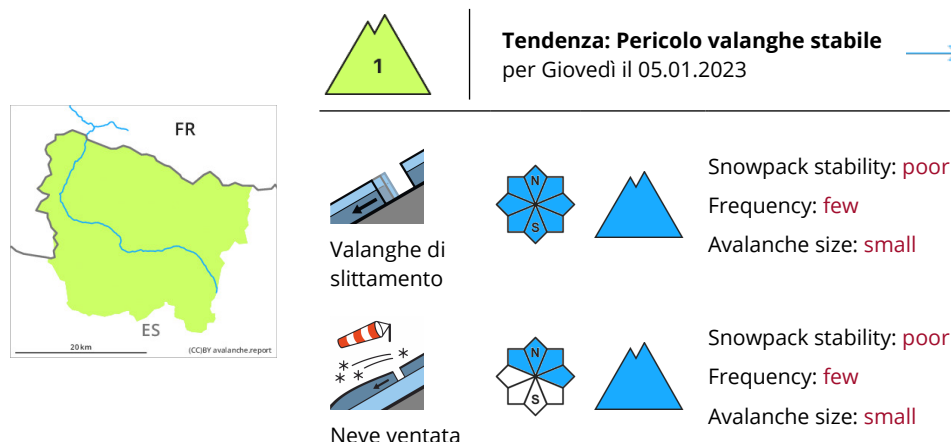 1
Tendenza: Pericolo valanghe stabile
per Giovedì il 05.01.2023
FR
ES
20 km
(CC)BY avalanche.report
N
S
Valanghe di
slittamento
Snowpack stability: poor
Frequency: few
Avalanche size: small
N
S
Neve ventata
Snowpack stability: poor
Frequency: few
Avalanche size: small